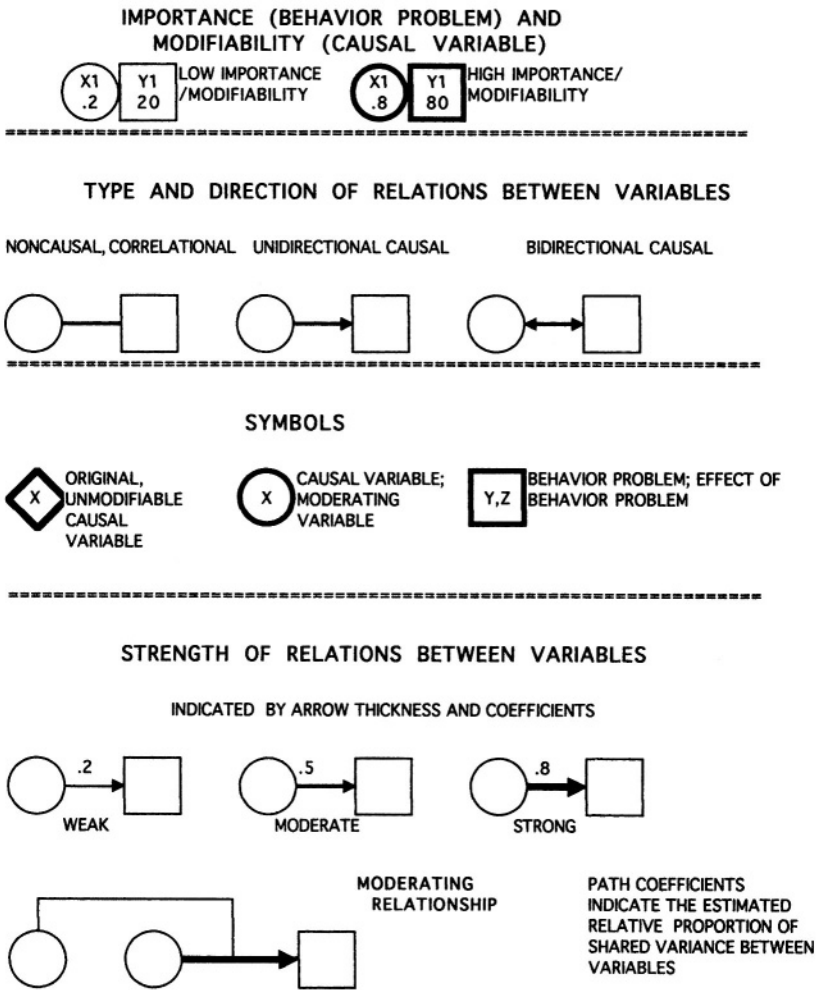 IMPORTANCE (BEHAVIOR PROBLEM) AND
MODIFIABILITY (CAUSAL VARIABLE)
X1
.2
Y1
20
LOW IMPORTANCE
/MODIFIABILITY
X1
.8
Y1
80
HIGH IMPORTANCE/
MODIFIABILITY
TYPE AND DIRECTION OF RELATIONS BETWEEN VARIABLES
NONCAUSAL, CORRELATIONAL
UNIDIRECTIONAL CAUSAL
BIDIRECTIONAL CAUSAL
SYMBOLS
X
ORIGINAL,
UNMODIFIABLE
CAUSAL
VARIABLE
X
CAUSAL VARIABLE;
MODERATING
VARIABLE
Y,Z
BEHAVIOR PROBLEM; EFFECT OF
BEHAVIOR PROBLEM
STRENGTH OF RELATIONS BETWEEN VARIABLES
INDICATED BY ARROW THICKNESS AND COEFFICIENTS
.2
WEAK
.5
MODERATE
.8
STRONG
MODERATING
RELATIONSHIP
PATH COEFFICIENTS
INDICATE THE ESTIMATED
RELATIVE PROPORTION OF
SHARED VARIANCE BETWEEN
VARIABLES